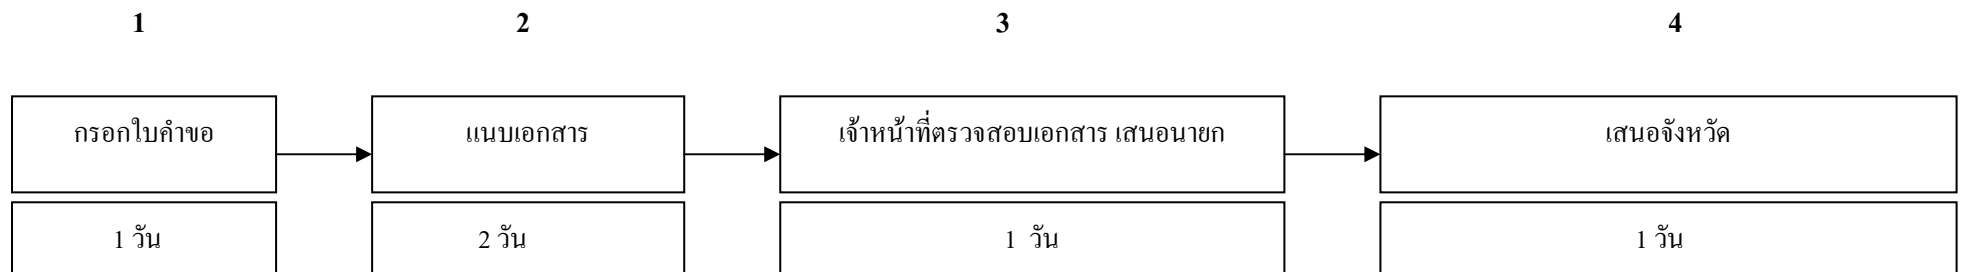 1 2 3 4
กรอกใบคำขอ แนบเอกสาร เจ้าหน้าที่ตรวจสอบเอกสาร เสนอนายก เสนอจังหวัด
1 วัน 2 วัน 1 วัน 1 วัน